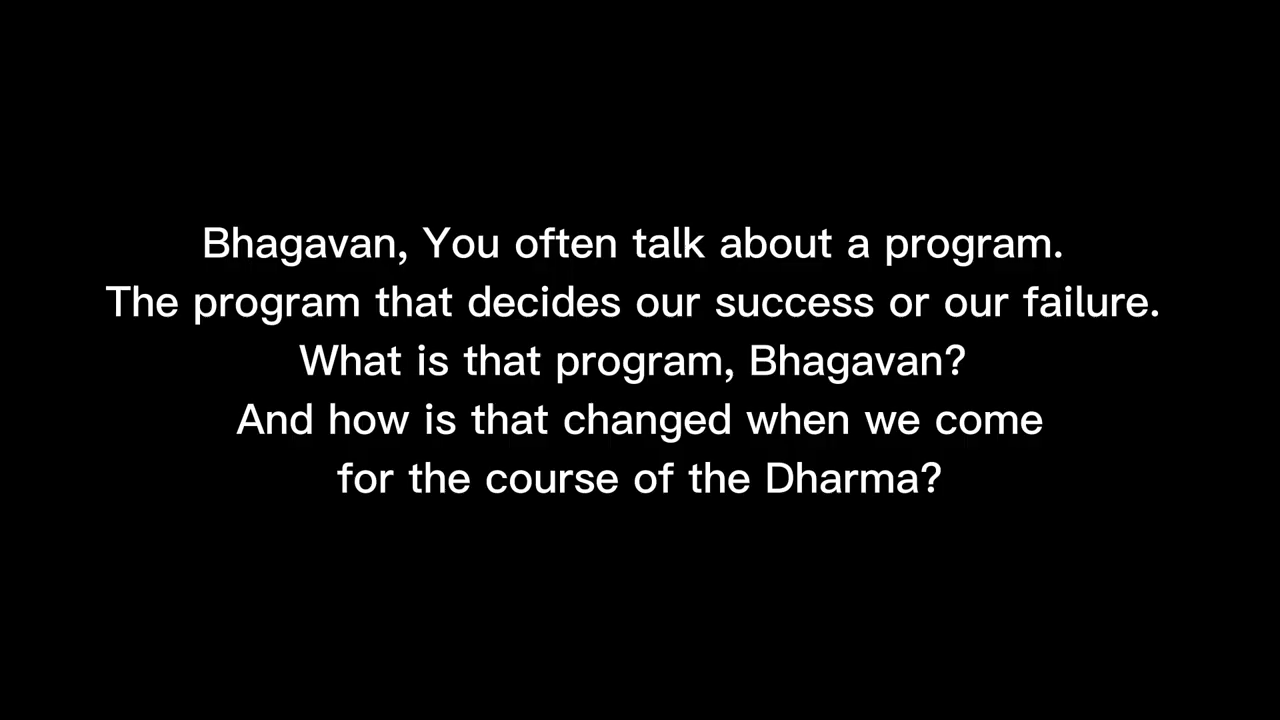 Bhagavan, You often talk about a program.
The program that decides our success or our failure.
What is that program, Bhagavan?
And how is that changed when we come
for the course of the Dharma?